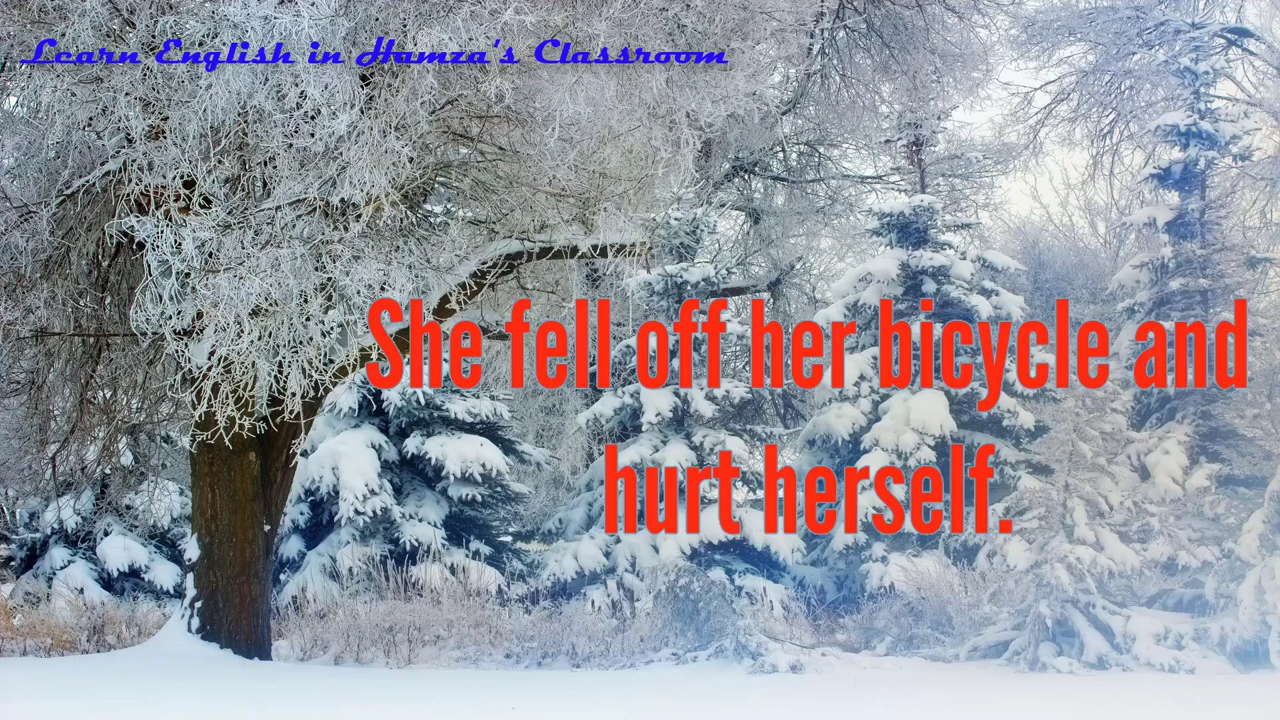 Learn English in Hamza's Classroom
She fell off her bicycle and
hurt herself.